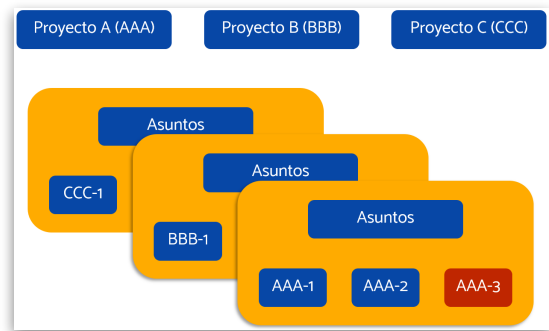 Proyecto A (AAA)
Proyecto B (BBB)
Proyecto C (CCC)
Asuntos
CCC-1
Asuntos
BBB-1
Asuntos
AAA-1
AAA-2
AAA-3